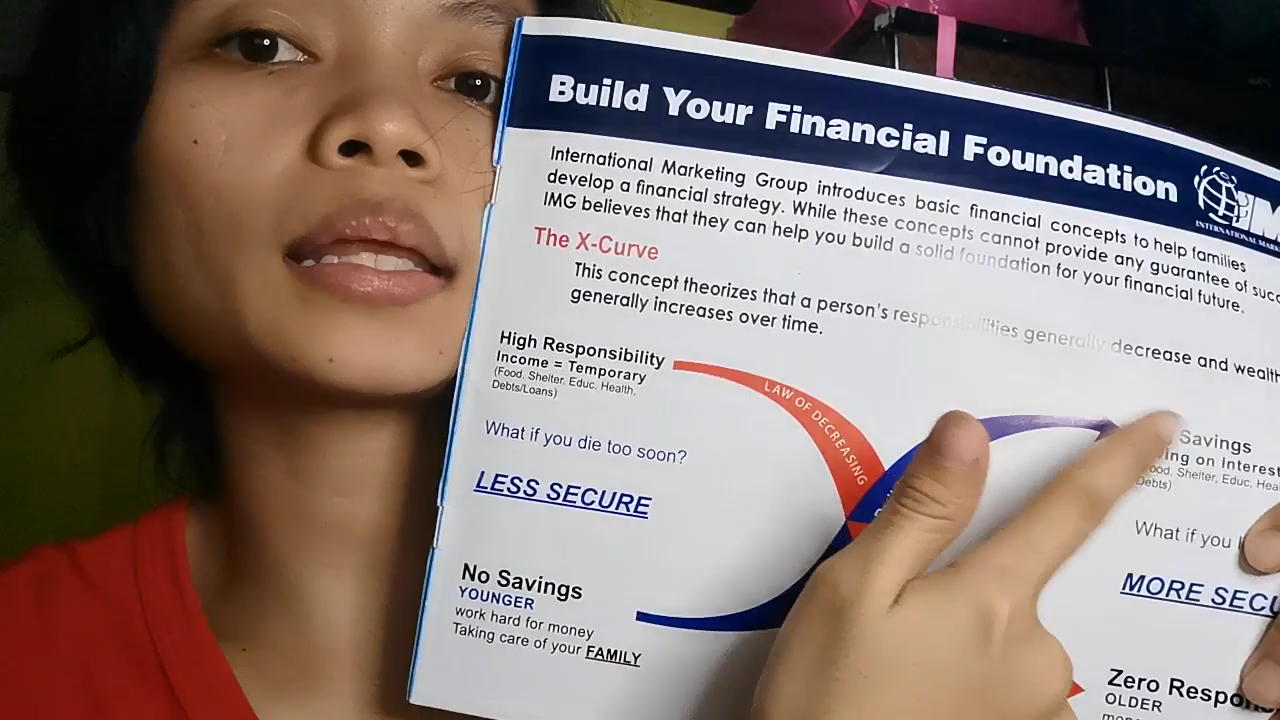 Build Your Financial Foundation
INTERNATIONAL
International Marketing Group introduces basic financial concepts to help families
develop a financial strategy. While these concepts cannot provide any guarantee of
IMG believes that they can help you build a solid foundation for your financial future.
The X-Curve
This concept theorizes that a person's responsibilities generally decrease and wealth
generally increases over time.
High Responsibility
Income = Temporary
(Food, Shelter, Educ. Health,
Debts/Loans)
LAW OF DECREASING
Savings
on Interest
Shelter, Educ,
Debts)
What if you die too soon?
What if you
LESS SECURE
MORE
No Savings
YOUNGER
work hard for money
Taking care of your FAMILY
Zero
OLDER